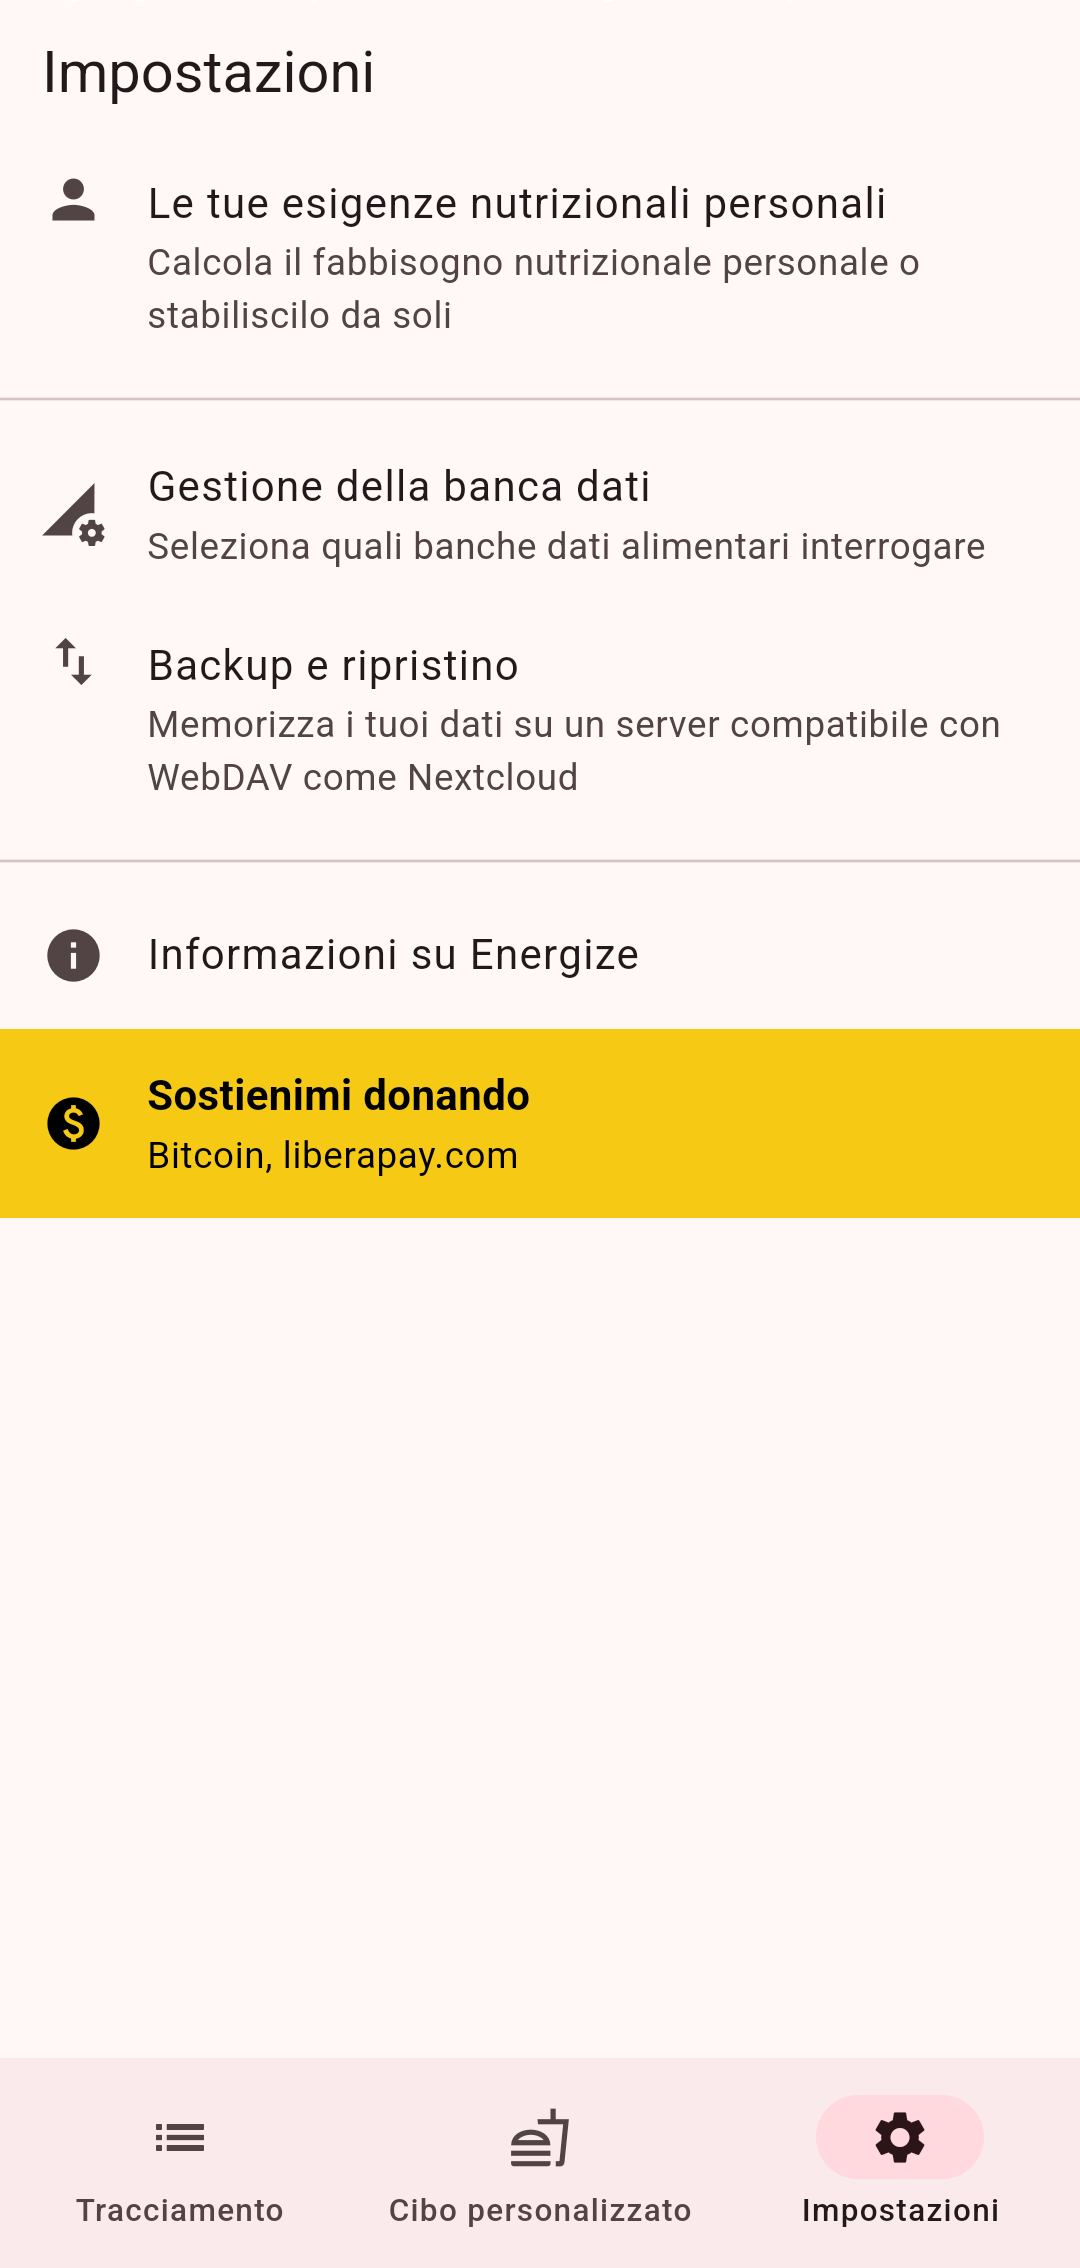 Impostazioni
Le tue esigenze nutrizionali personali
Calcola il fabbisogno nutrizionale personale o
stabiliscilo da soli
Gestione della banca dati
Seleziona quali banche dati alimentari interrogare
Backup e ripristino
Memorizza i tuoi dati su un server compatibile con
WebDAV come Nextcloud
Informazioni su Energize
Sostienimi donando
Bitcoin, liberapay.com
Tracciamento
Cibo personalizzato
Impostazioni